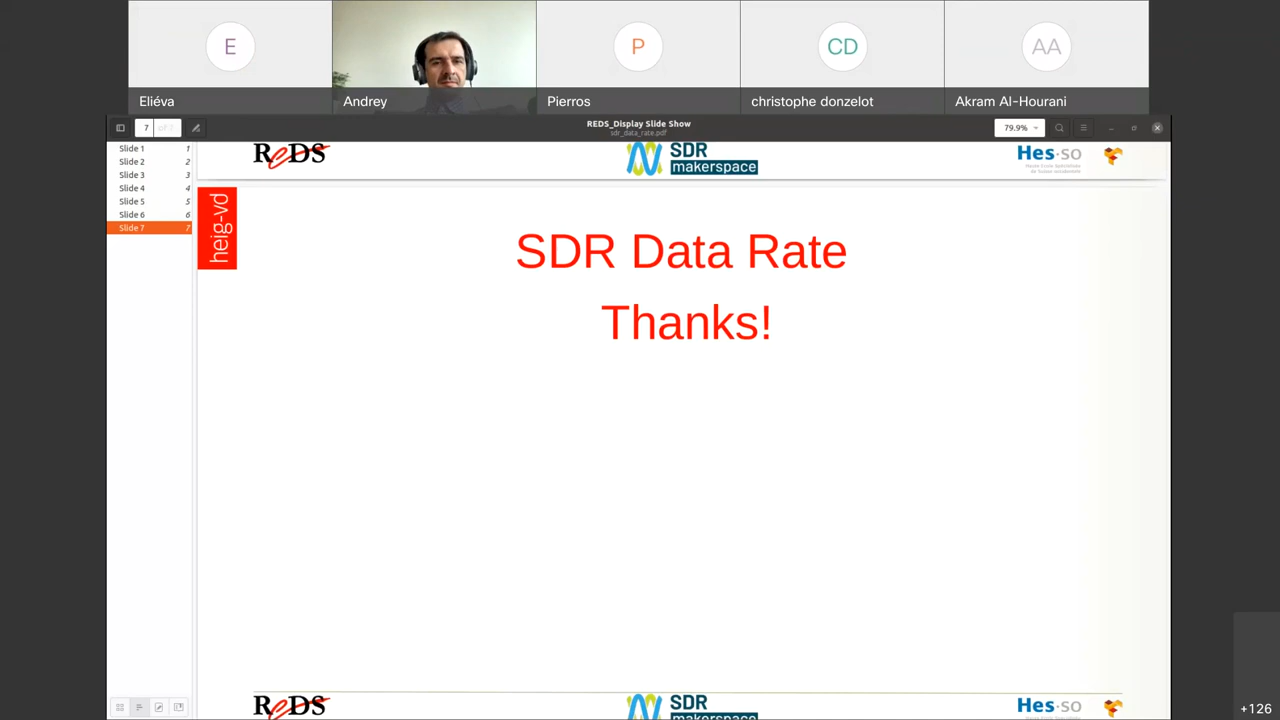 E
P
CD
AA
Eliéva
Andrey
Pierros
christophe donzelot
Akram Al-Hourani
7
REDS_Display Slide Show
sdr_data_rate.pdf
79.9%
Slide 1 1
Slide 2 2
Slide 3 3
Slide 4 4
Slide 5 5
Slide 6 6
Slide 7 7
ReDS
SDR
makerspace
Hes·so
heig-vd
SDR Data Rate
Thanks!
ReDS
SDR
makerspace
Hes·so
+126